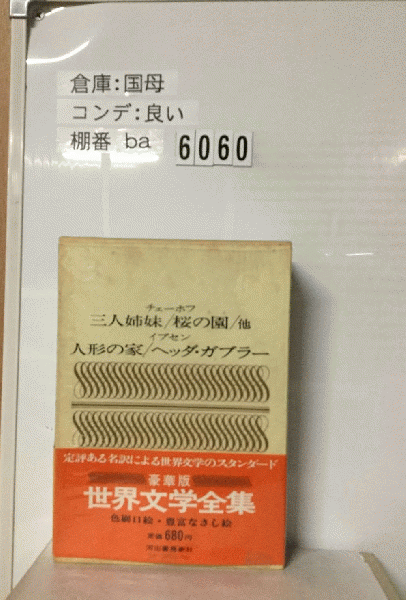 倉庫:国母
コンデ:良い
棚番 ba 6060
チェーホフ
三人姉妹/桜の園/他
イプセン
人形の家/ヘッダ・ガブラー
定評ある名訳による世界文学のスタンダード
豪華版
世界文学全集
色刷口絵・豊富なさし絵
定価680円
河出書房新社